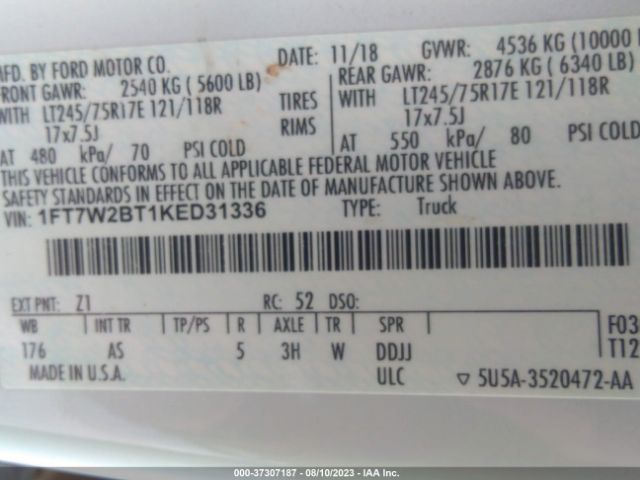 MFD. BY FORD MOTOR CO. DATE: 11/18 GVWR: 4536 KG (10000
FRONT GAWR: 2540 KG ( 5600 LB) REAR GAWR: 2876 KG ( 6340 LB)
WITH LT245/75R17E 121/118R TIRES WITH LT245/75R17E 121/118R
17x7.5J RIMS 17x7.5J
AT 480 kPa/ 70 PSI COLD AT 550 kPa/ 80 PSI COLD
THIS VEHICLE CONFORMS TO ALL APPLICABLE FEDERAL MOTOR VEHICLE
SAFETY STANDARDS IN EFFECT ON THE DATE OF MANUFACTURE SHOWN ABOVE.
VIN: 1FT7W2BT1KED31336 TYPE: Truck
EXT PNT: Z1 RC: 52 DSO:
WB INT TR TP/PS R AXLE TR SPR F03
176 AS 5 3H W DDJJ T12
MADE IN U.S.A. ULC ▽ 5U5A-3520472-AA
000-37307187 - 08/10/2023 - IAA Inc.